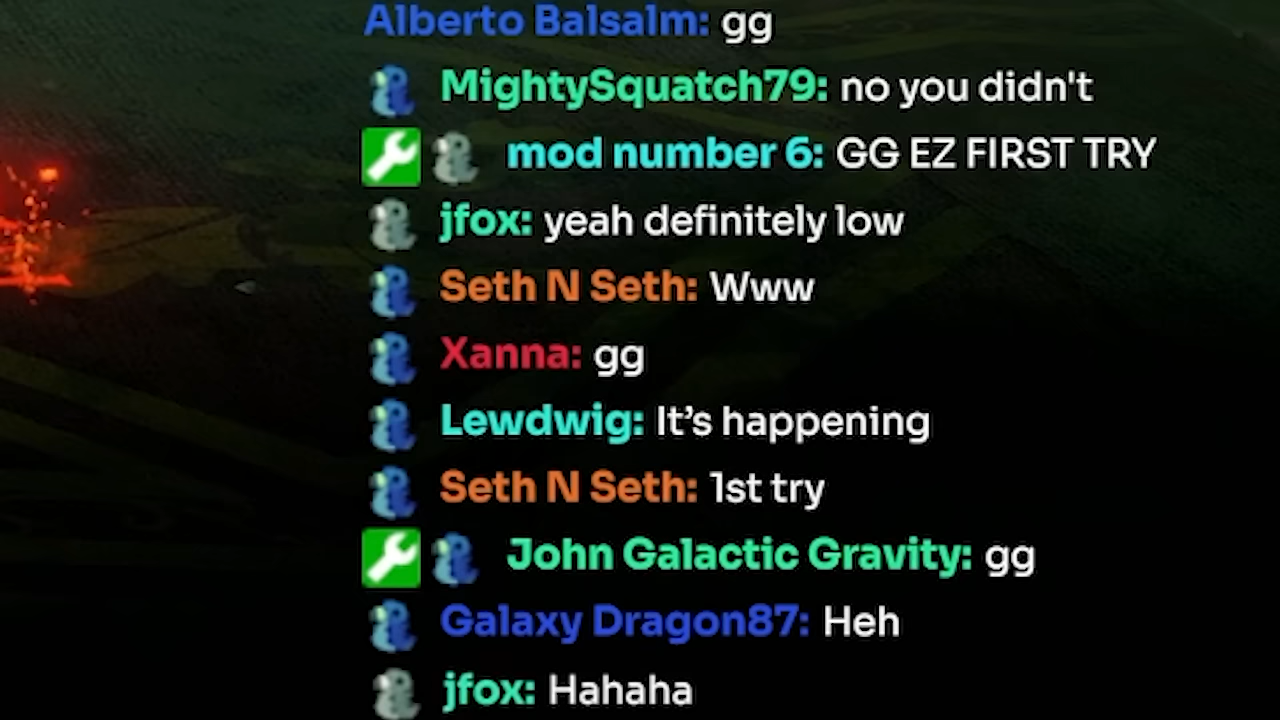 Alberto Balsalm: gg
MightySquatch79: no you didn't
mod number 6: GG EZ FIRST TRY
jfox: yeah definitely low
Seth N Seth: Www
Xanna: gg
Lewdwig: It’s happening
Seth N Seth: 1st try
John Galactic Gravity: gg
Galaxy Dragon87: Heh
jfox: Hahaha